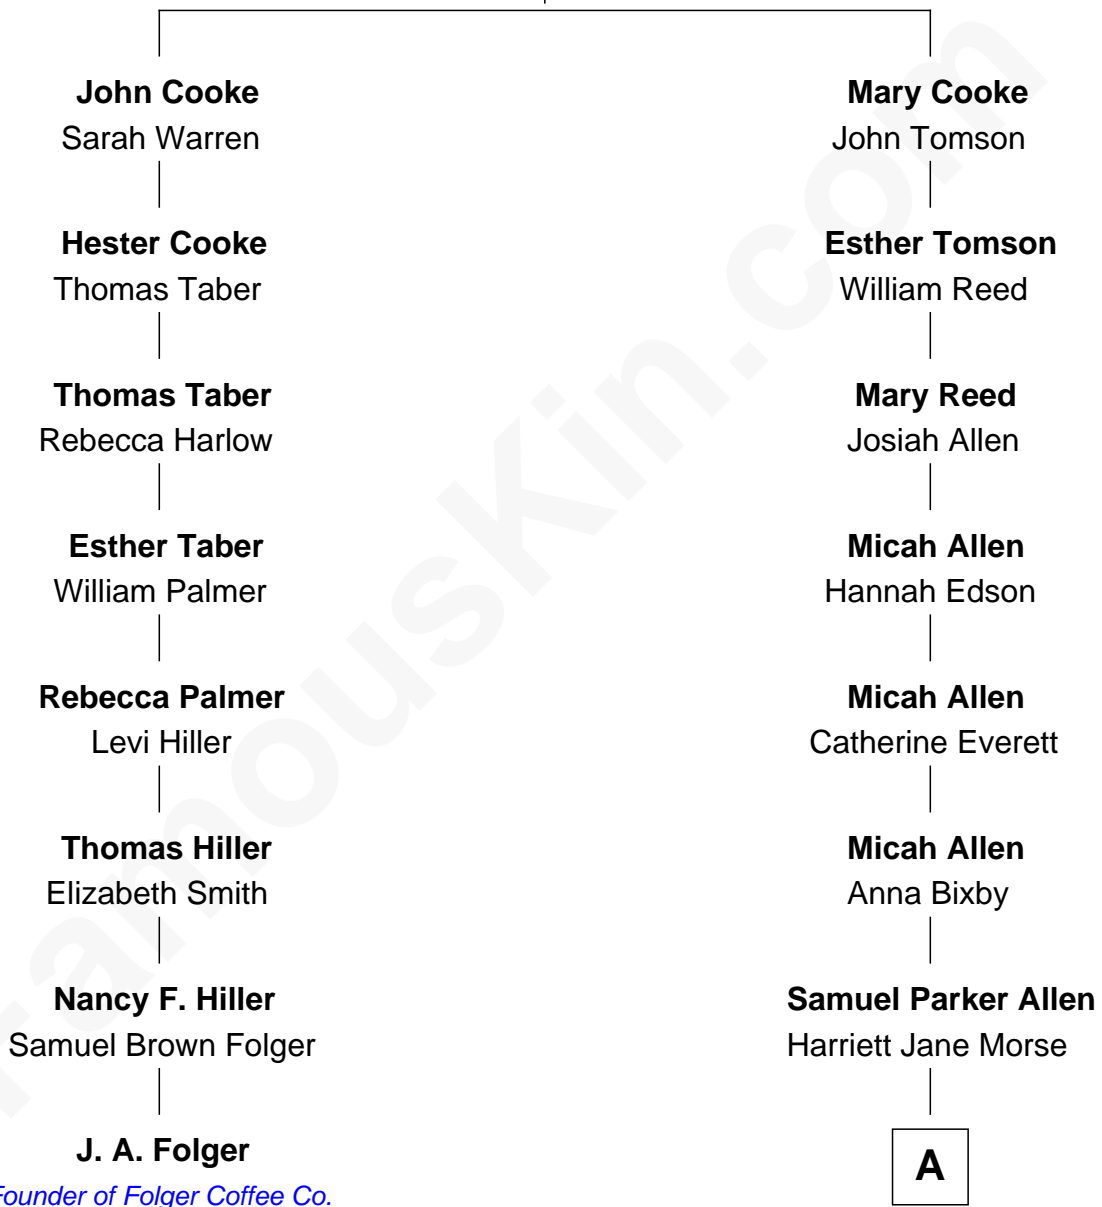 John Cooke
Sarah Warren
Hester Cooke
Thomas Taber
Thomas Taber
Rebecca Harlow
Esther Taber
William Palmer
Rebecca Palmer
Levi Hiller
Thomas Hiller
Elizabeth Smith
Nancy F. Hiller
Samuel Brown Folger
J. A. Folger
Founder of Folger Coffee Co.
Mary Cooke
John Tomson
Esther Tomson
William Reed
Mary Reed
Josiah Allen
Micah Allen
Hannah Edson
Micah Allen
Catherine Everett
Micah Allen
Anna Bixby
Samuel Parker Allen
Harriett Jane Morse
A
FamousKin.com